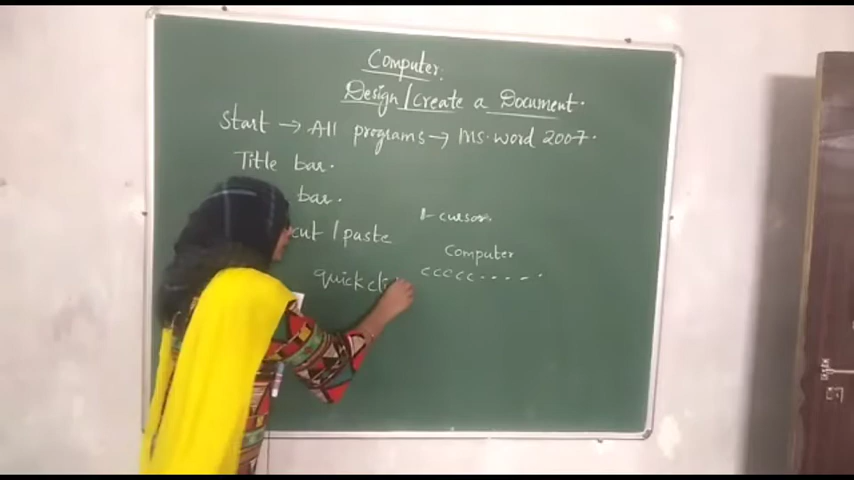 Computer:
Design/create a Document.
Start → All programs → Ms. word 2007.
Title bar.
bar.
I- cursor.
cut / paste
Computer
ccccc.....
quick cli